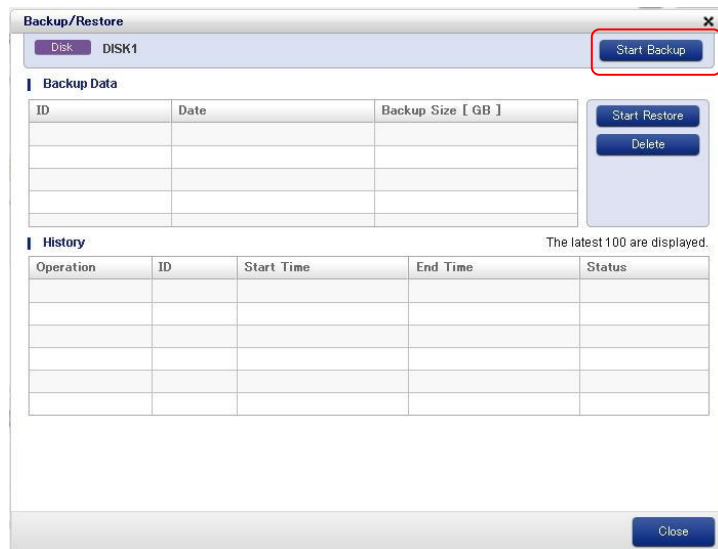 Backup/Restore
Disk DISK1 Start Backup
Backup Data
ID Date Backup Size [ GB ]
Start Restore
Delete
History The latest 100 are displayed.
Operation ID Start Time End Time Status
Close